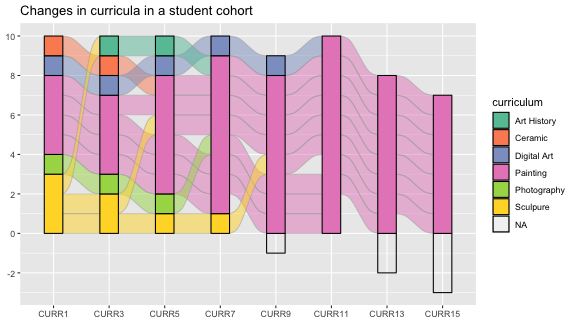 Changes in curricula in a student cohort
10
8
6
4
2
0
-2
CURR1 CURR3 CURR5 CURR7 CURR9 CURR11 CURR13 CURR15
curriculum
Art History
Ceramic
Digital Art
Painting
Photography
Sculpure
NA